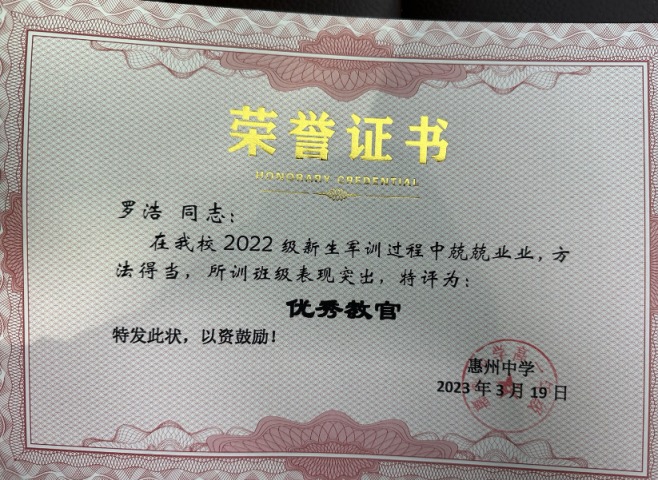 荣誉证书
HONORARY CREDENTIAL
罗浩 同志：
在我校2022级新生军训过程中兢兢业业，方
法得当，所训班级表现突出，特评为：
优秀教官
特发此状，以资鼓励！
惠州中学
2023年3月19日